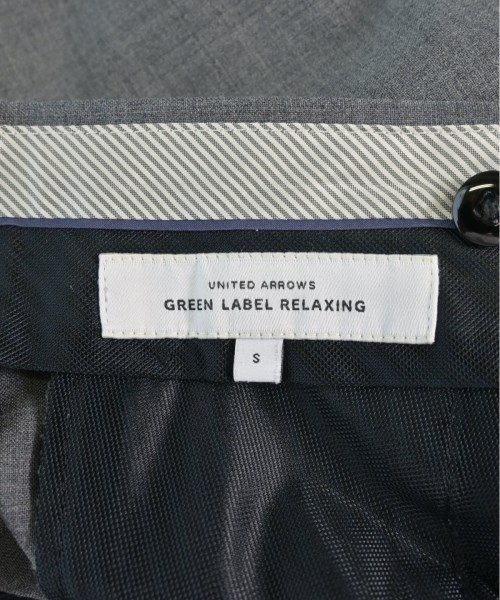 UNITED ARROWS
GREEN LABEL RELAXING
S